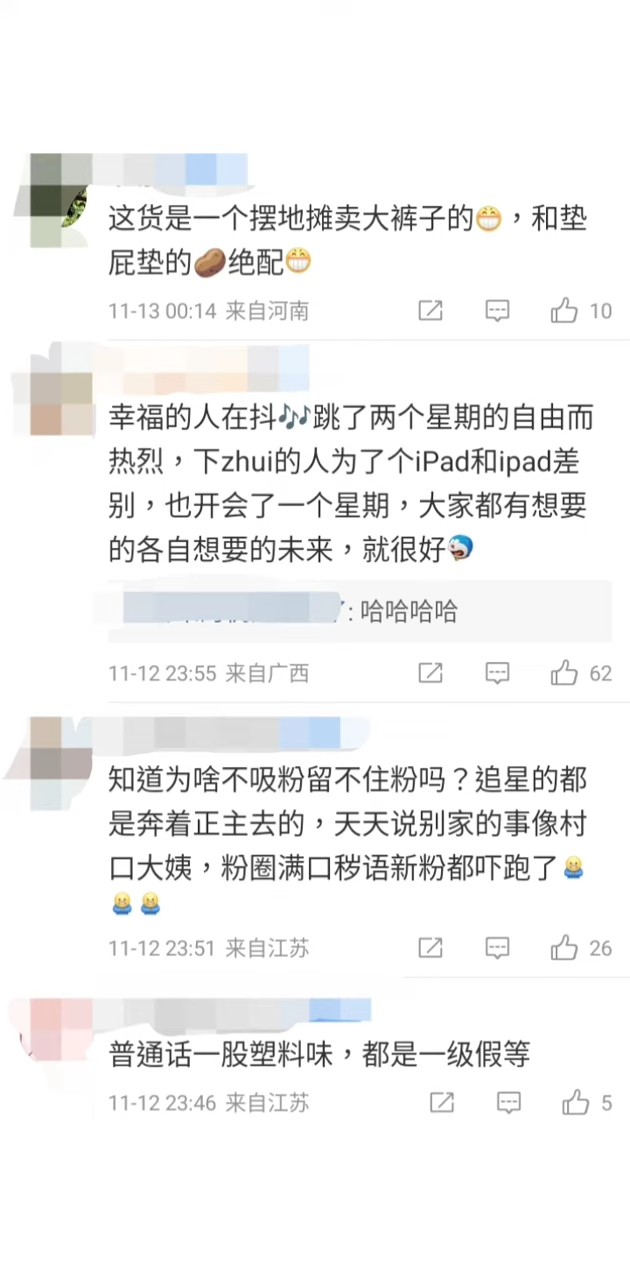 这货是一个摆地摊卖大裤子的😁，和垫
屁垫的🥔绝配😁
11-13 00:14 来自河南
10
幸福的人在抖🎶跳了两个星期的自由而
热烈，下zhui的人为了个iPad和ipad差
别，也开会了一个星期，大家都有想要
的各自想要的未来，就很好
: 哈哈哈哈
11-12 23:55 来自广西
62
知道为啥不吸粉留不住粉吗？追星的都
是奔着正主去的，天天说别家的事像村
口大姨，粉圈满口秽语新粉都吓跑了
11-12 23:51 来自江苏
26
普通话一股塑料味，都是一级假等
11-12 23:46 来自江苏
5